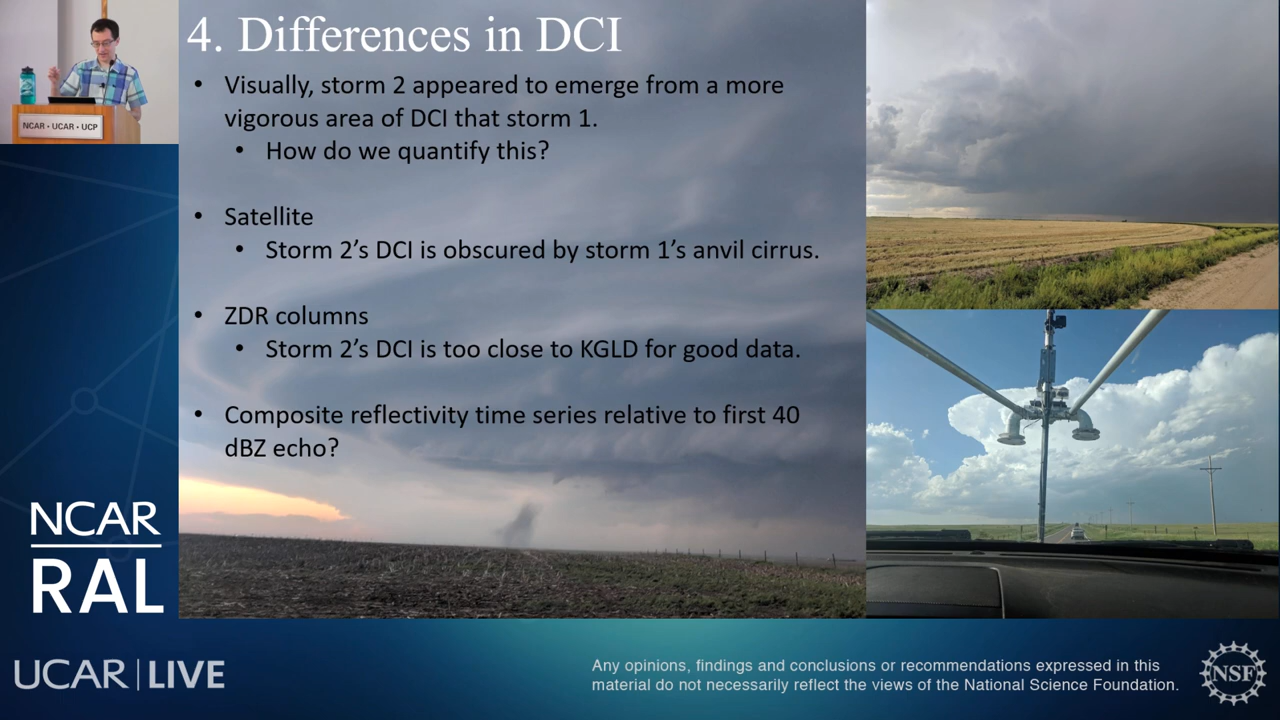 4. Differences in DCI
• Visually, storm 2 appeared to emerge from a more
vigorous area of DCI that storm 1.
• How do we quantify this?
• Satellite
• Storm 2’s DCI is obscured by storm 1’s anvil cirrus.
• ZDR columns
• Storm 2’s DCI is too close to KGLD for good data.
• Composite reflectivity time series relative to first 40
dBZ echo?
NCAR • UCAR • UCP
NCAR
RAL
UCAR | LIVE
Any opinions, findings and conclusions or recommendations expressed in this
material do not necessarily reflect the views of the National Science Foundation.
NSF